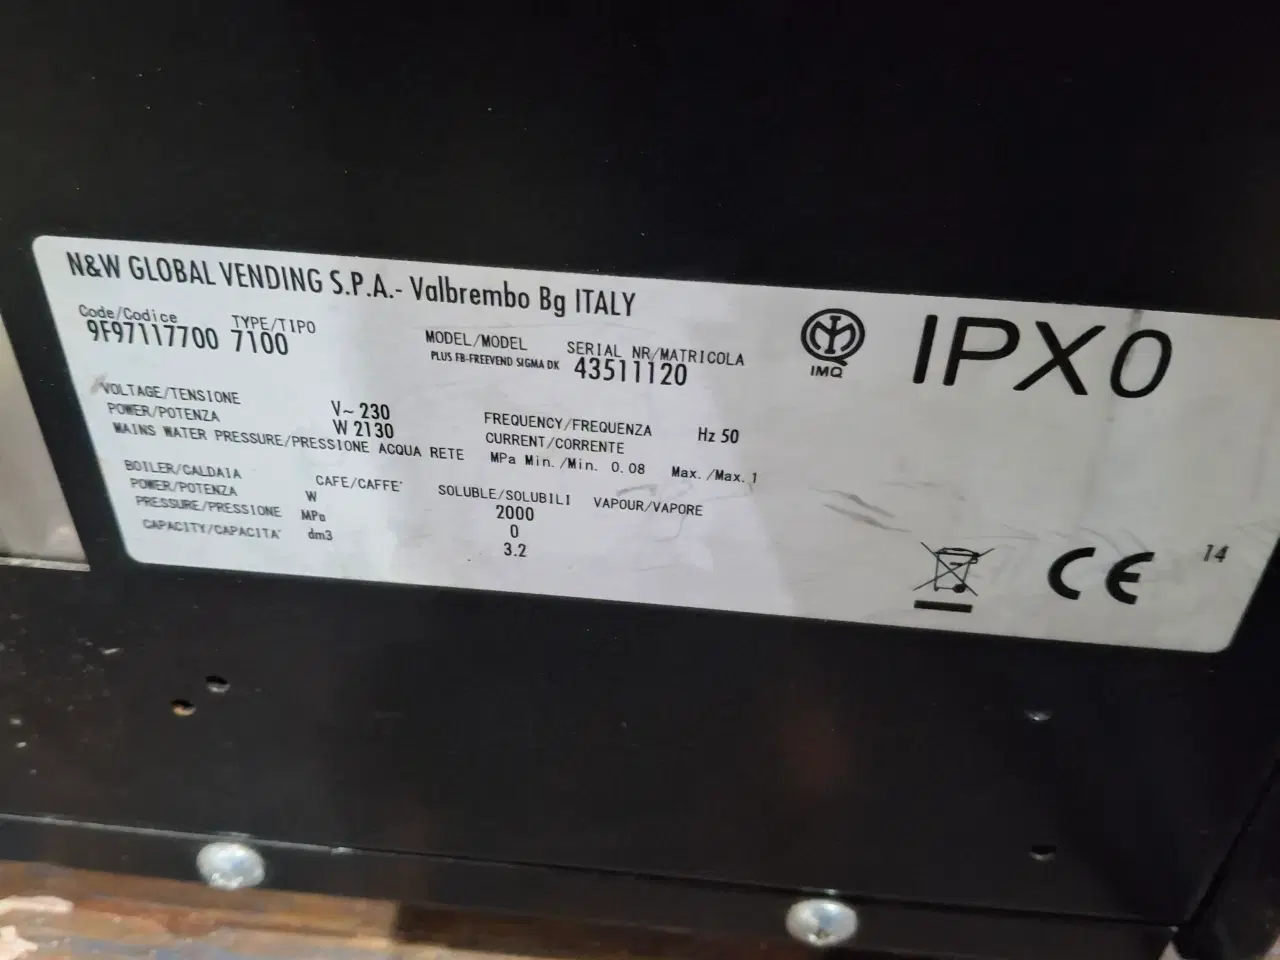 N&W GLOBAL VENDING S.P.A.- Valbrembo Bg ITALY
Code/Codice TYPE/TIPO MODEL/MODEL SERIAL NR/MATRICOLA
9F97117700 7100 PLUS FB-FREEVEND SIGMA DK 43511120
IMQ
IPX0
VOLTAGE/TENSIONE V~ 230 FREQUENCY/FREQUENZA Hz 50
POWER/POTENZA W 2130 CURRENT/CORRENTE
MAINS WATER PRESSURE/PRESSIONE ACQUA RETE MPa Min./Min. 0.08 Max./Max. 1
BOILER/CALDAIA CAFE/CAFFE' SOLUBLE/SOLUBILI VAPOUR/VAPORE
POWER/POTENZA W 2000
PRESSURE/PRESSIONE MPa 0
CAPACITY/CAPACITA' dm3 3.2
CE 14